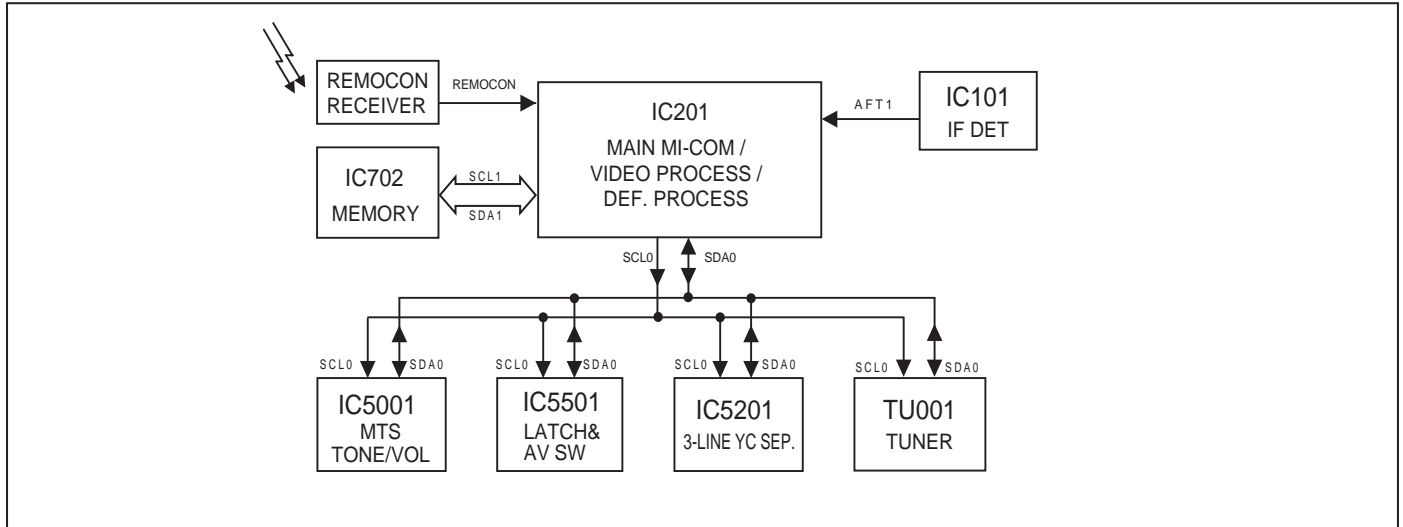 REMOCON
RECEIVER
REMOCON
IC201
MAIN MI-COM /
VIDEO PROCESS /
DEF. PROCESS
AFT1
IC101
IF DET
IC702
MEMORY
SCL1
SDA1
SCL0
SDA0
SCL0
SDA0
SCL0
SDA0
SCL0
SDA0
SCL0
SDA0
IC5001
MTS
TONE/VOL
IC5501
LATCH&
AV SW
IC5201
3-LINE YC SEP.
TU001
TUNER